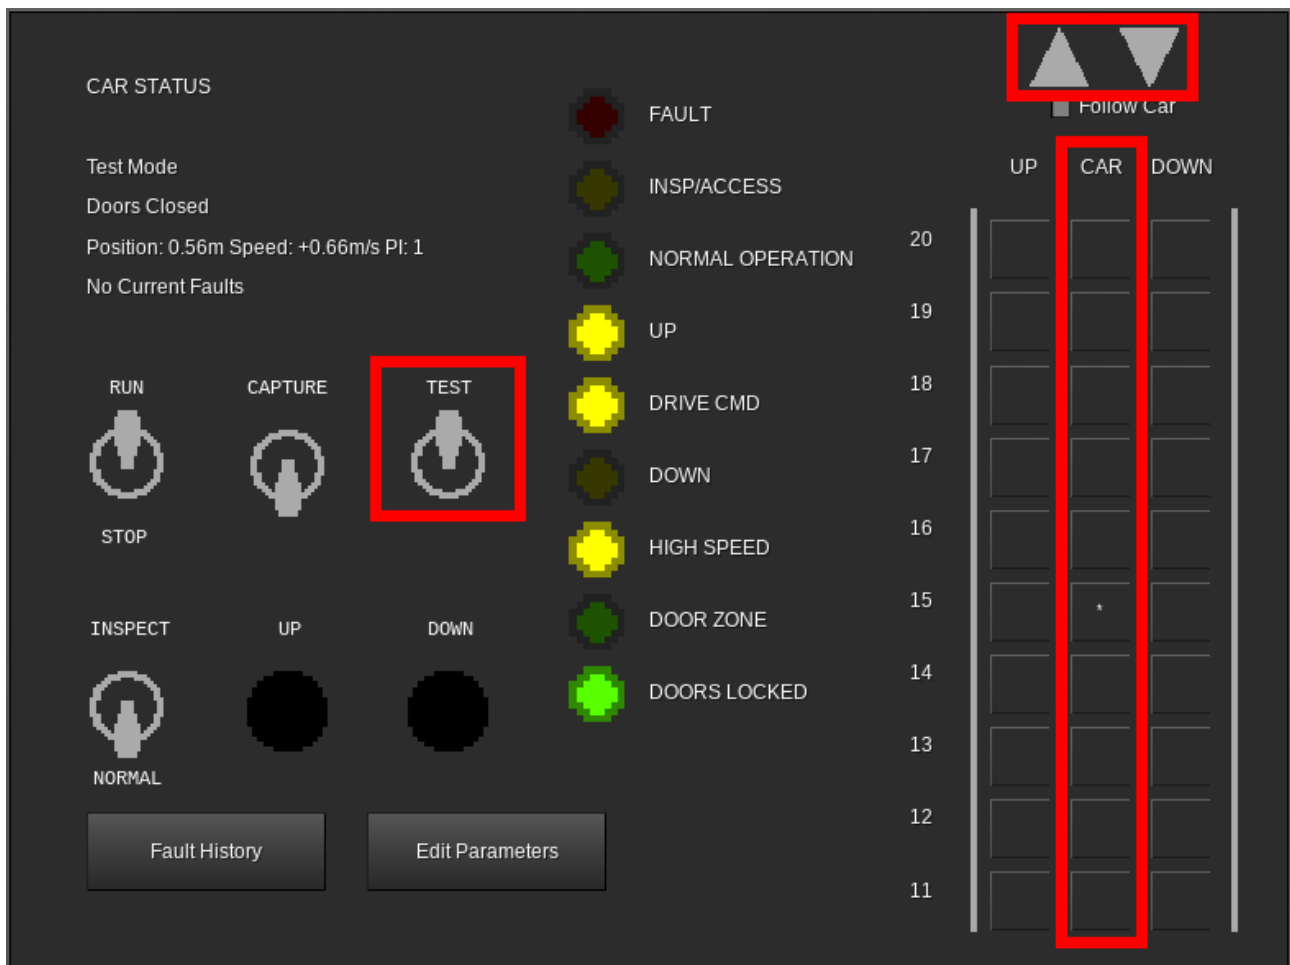 CAR STATUS
Test Mode
Doors Closed
Position: 0.56m Speed: +0.66m/s PI: 1
No Current Faults
RUN
CAPTURE
TEST
STOP
INSPECT
UP
DOWN
NORMAL
Fault History
Edit Parameters
FAULT
INSP/ACCESS
NORMAL OPERATION
UP
DRIVE CMD
DOWN
HIGH SPEED
DOOR ZONE
DOORS LOCKED
Follow Car
UP CAR DOWN
20
19
18
17
16
15 *
14
13
12
11